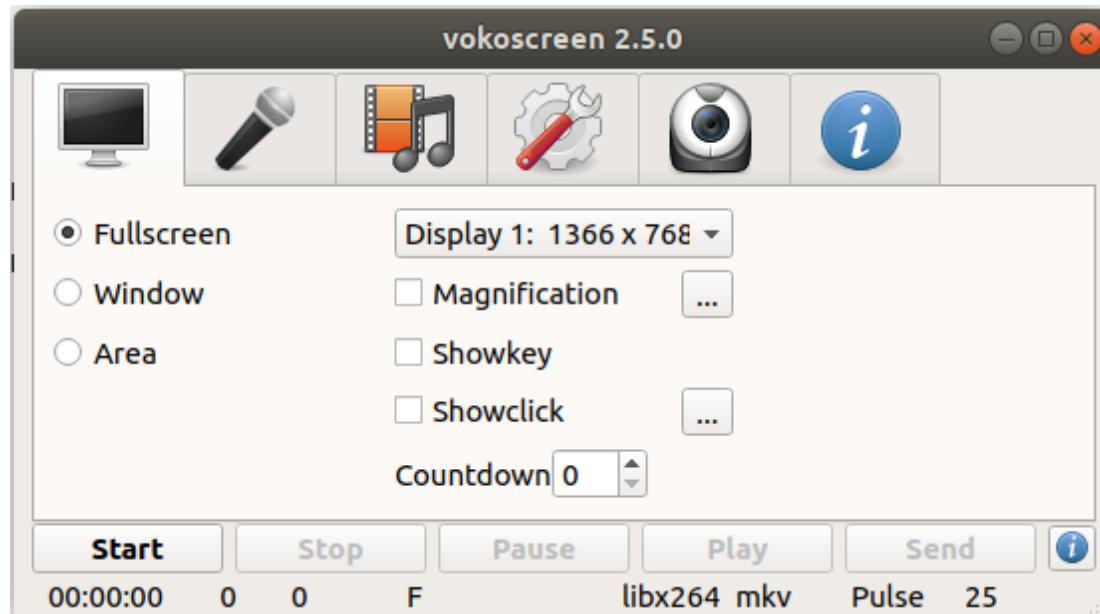 vokoscreen 2.5.0
Fullscreen
Display 1: 1366 x 768
Window
Magnification
...
Area
Showkey
Showclick
...
Countdown 0
Start
Stop
Pause
Play
Send
00:00:00 0 0 F libx264 mkv Pulse 25